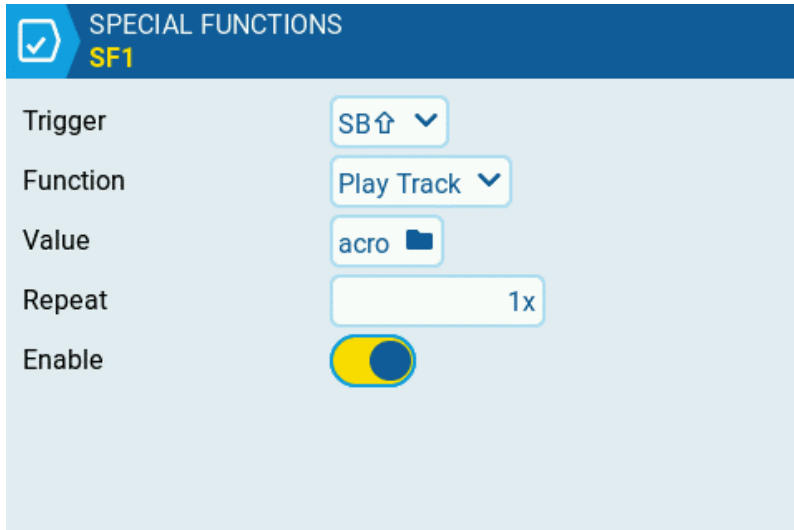 SPECIAL FUNCTIONS
SF1
Trigger SB⇧
Function Play Track
Value acro
Repeat 1x
Enable